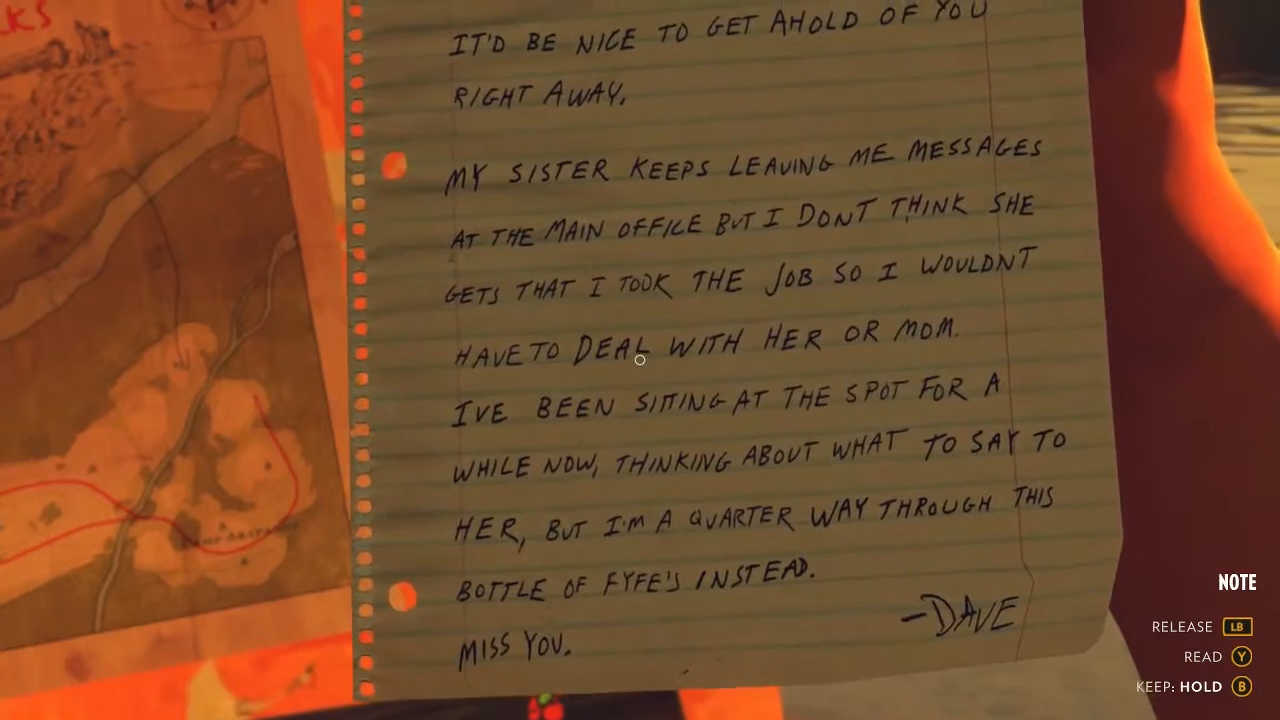 KS
IT'D BE NICE TO GET AHOLD OF YOU
RIGHT AWAY.
MY SISTER KEEPS LEAVING ME MESSAGES
AT THE MAIN OFFICE BUT I DONT THINK SHE
GETS THAT I TOOK THE JOB SO I WOULDNT
HAVE TO DEAL WITH HER OR MOM.
IVE BEEN SITTING AT THE SPOT FOR A
WHILE NOW, THINKING ABOUT WHAT TO SAY TO
HER, BUT I'M A QUARTER WAY THROUGH THIS
BOTTLE OF FYFE'S INSTEAD.
MISS YOU.
-DAVE
NOTE
RELEASE LB
READ Y
KEEP: HOLD B